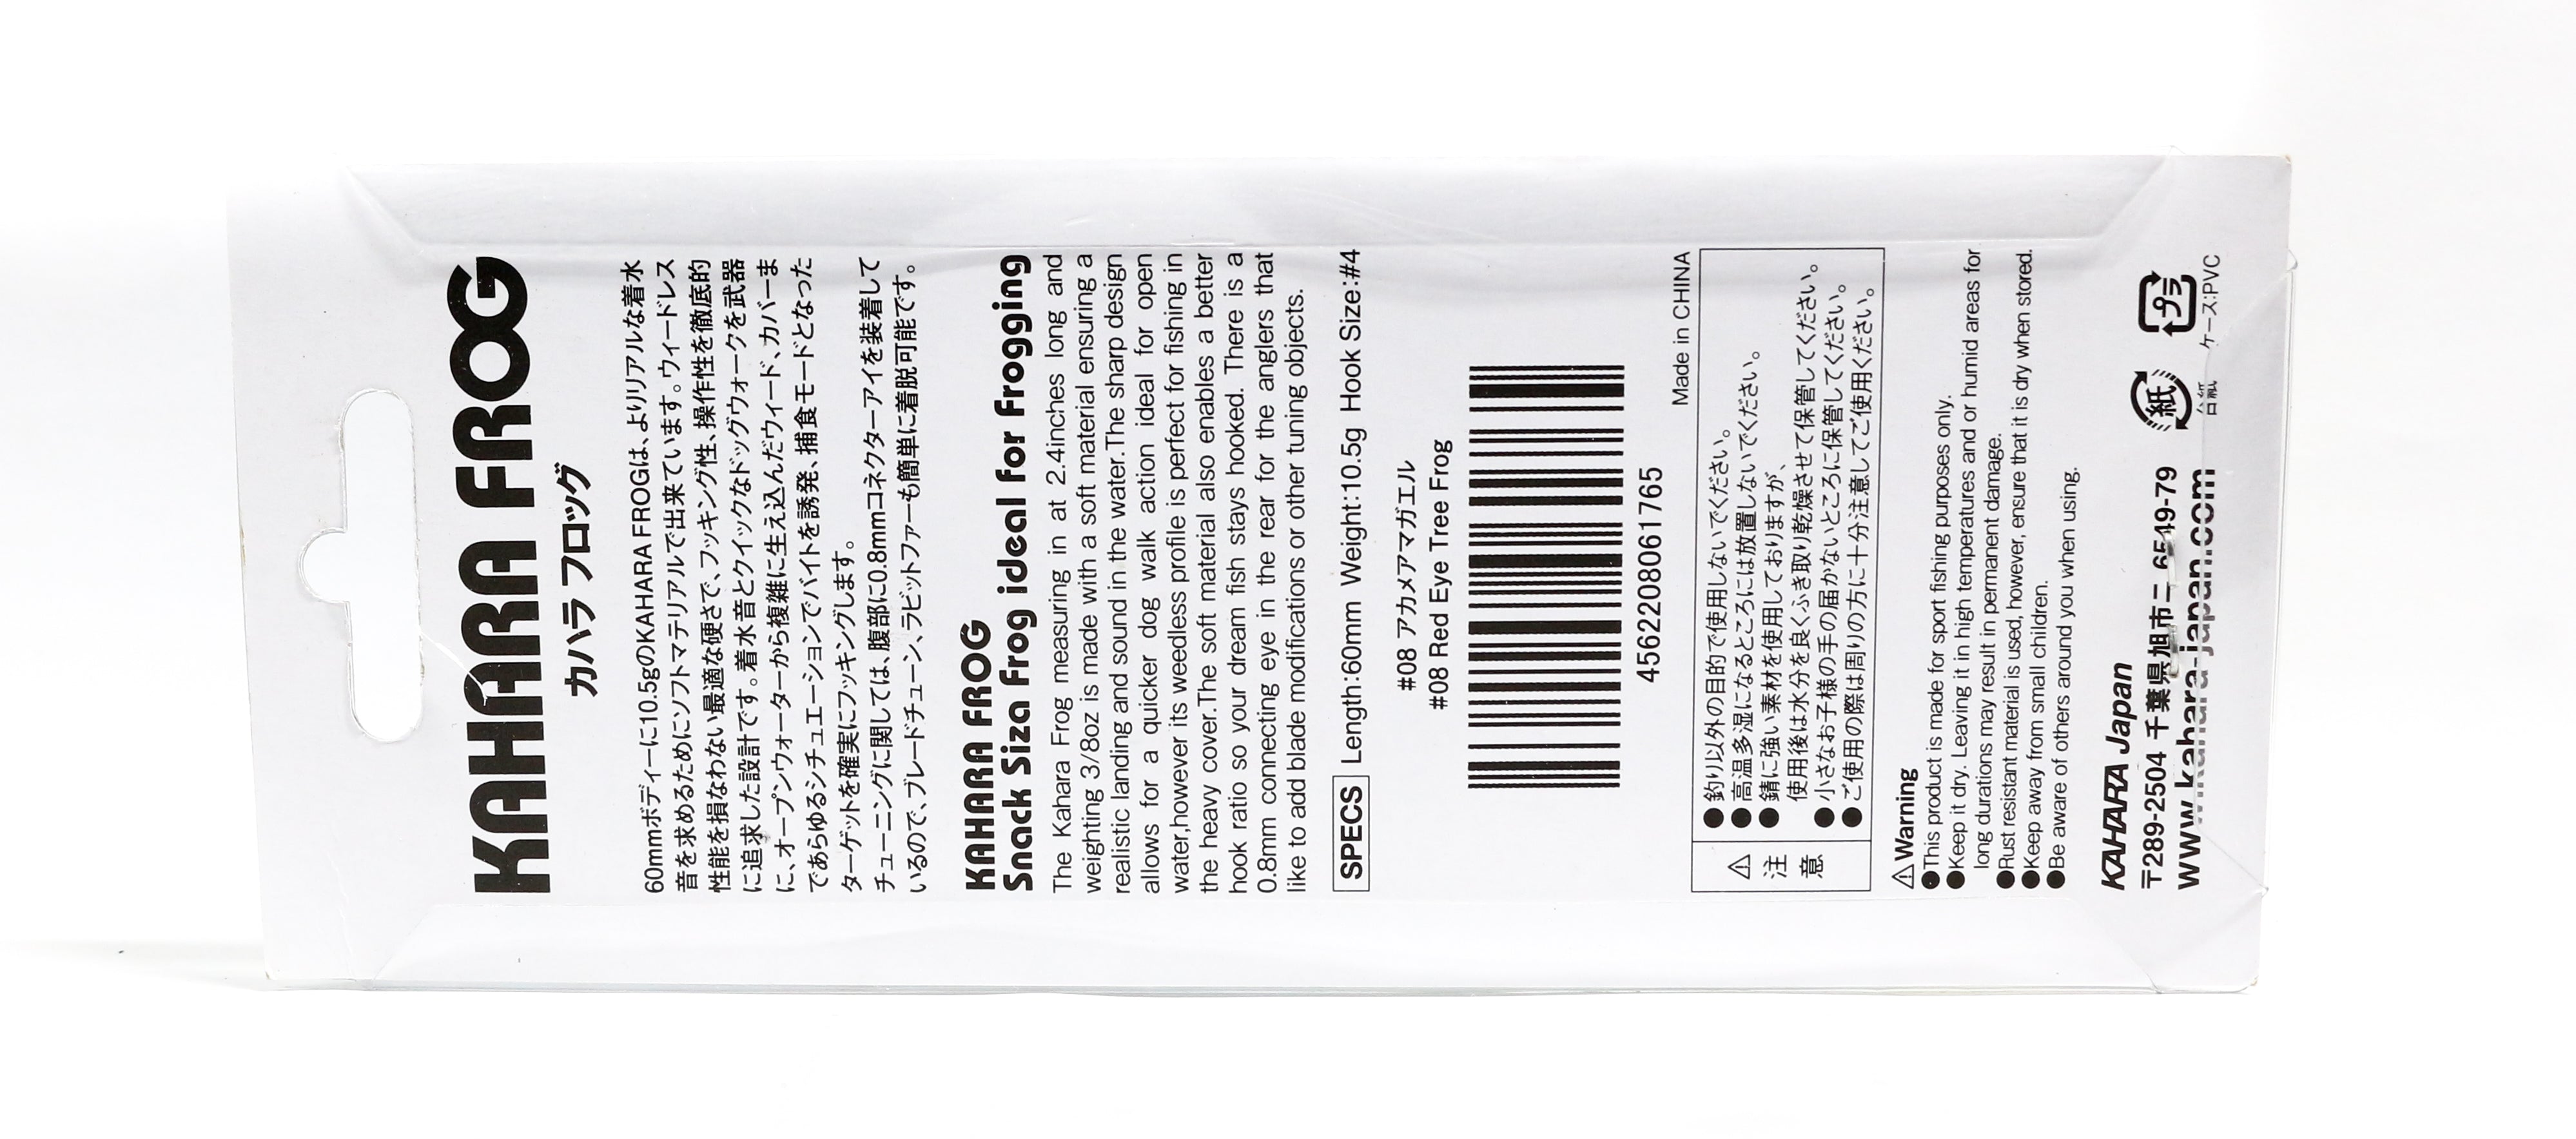 KAHARA FROG
カハラ フロッグ
60mmボディーに10.5gのKAHARA FROGは、よりリアルな着水
音を求めるためにソフトマテリアルで出来ています。ウィードレス
性能を損なわない最適な硬さで、フッキング性、操作性を徹底的
に追求した設計です。着水音とクイックなドッグウォークを武器
に、オープンウォーターから複雑に生え込んだウィード、カバーま
であらゆるシチュエーションでバイトを誘発、捕食モードとなった
ターゲットを確実にフッキングします。
チューニングに関しては、腹部に0.8mmコネクターアイを装着して
いるので、ブレードチューン、ラビットファーも簡単に着脱可能です。
KAHARA FROG
Snack Siza Frog ideal for Frogging
The Kahara Frog measuring in at 2.4inches long and
weighting 3/8oz is made with a soft material ensuring a
realistic landing and sound in the water.The sharp design
allows for a quicker dog walk action ideal for open
water,however its weedless profile is perfect for fishing in
the heavy cover.The soft material also enables a better
hook ratio so your dream fish stays hooked. There is a
0.8mm connecting eye in the rear for the anglers that
like to add blade modifications or other tuning objects.
SPECS Length:60mm Weight:10.5g Hook Size:#4
#08 アカメアマガエル
#08 Red Eye Tree Frog
4562208061765
Made in CHINA
⚠注意
●釣り以外の目的で使用しないでください。
●高温多湿になるところには放置しないでください。
●錆に強い素材を使用しておりますが、
使用後は水分を良くふき取り乾燥させて保管してください。
●小さなお子様の手の届かないところに保管してください。
●ご使用の際は周りの方に十分注意してご使用ください。
⚠Warning
●This product is made for sport fishing purposes only.
●Keep it dry. Leaving it in high temperatures and or humid areas for
long durations may result in permanent damage.
●Rust resistant material is used, however, ensure that it is dry when stored.
●Keep away from small children.
●Be aware of others around you when using.
KAHARA Japan
〒289-2504 千葉県旭市ニ 6549-79
www.kahara-japan.com
紙
台紙
プラ
ケース:PVC